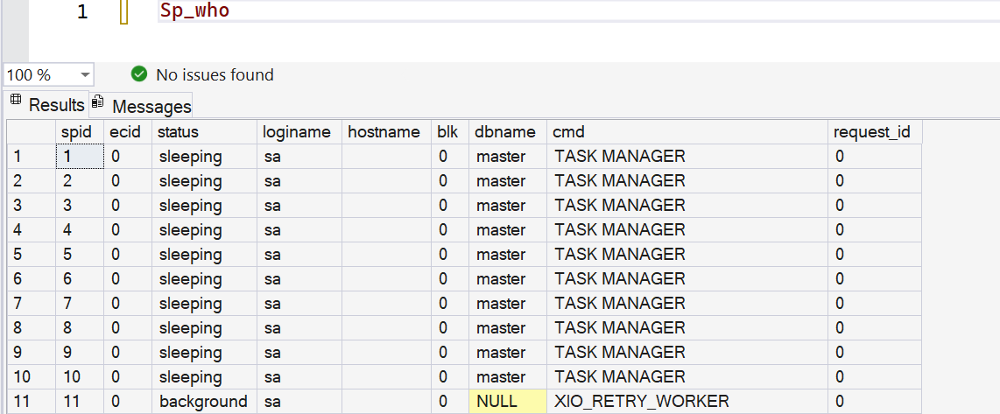 1 Sp_who
100 % No issues found
Results Messages
spid ecid status loginame hostname blk dbname cmd request_id
1 1 0 sleeping sa 0 master TASK MANAGER 0
2 2 0 sleeping sa 0 master TASK MANAGER 0
3 3 0 sleeping sa 0 master TASK MANAGER 0
4 4 0 sleeping sa 0 master TASK MANAGER 0
5 5 0 sleeping sa 0 master TASK MANAGER 0
6 6 0 sleeping sa 0 master TASK MANAGER 0
7 7 0 sleeping sa 0 master TASK MANAGER 0
8 8 0 sleeping sa 0 master TASK MANAGER 0
9 9 0 sleeping sa 0 master TASK MANAGER 0
10 10 0 sleeping sa 0 master TASK MANAGER 0
11 11 0 background sa 0 NULL XIO_RETRY_WORKER 0